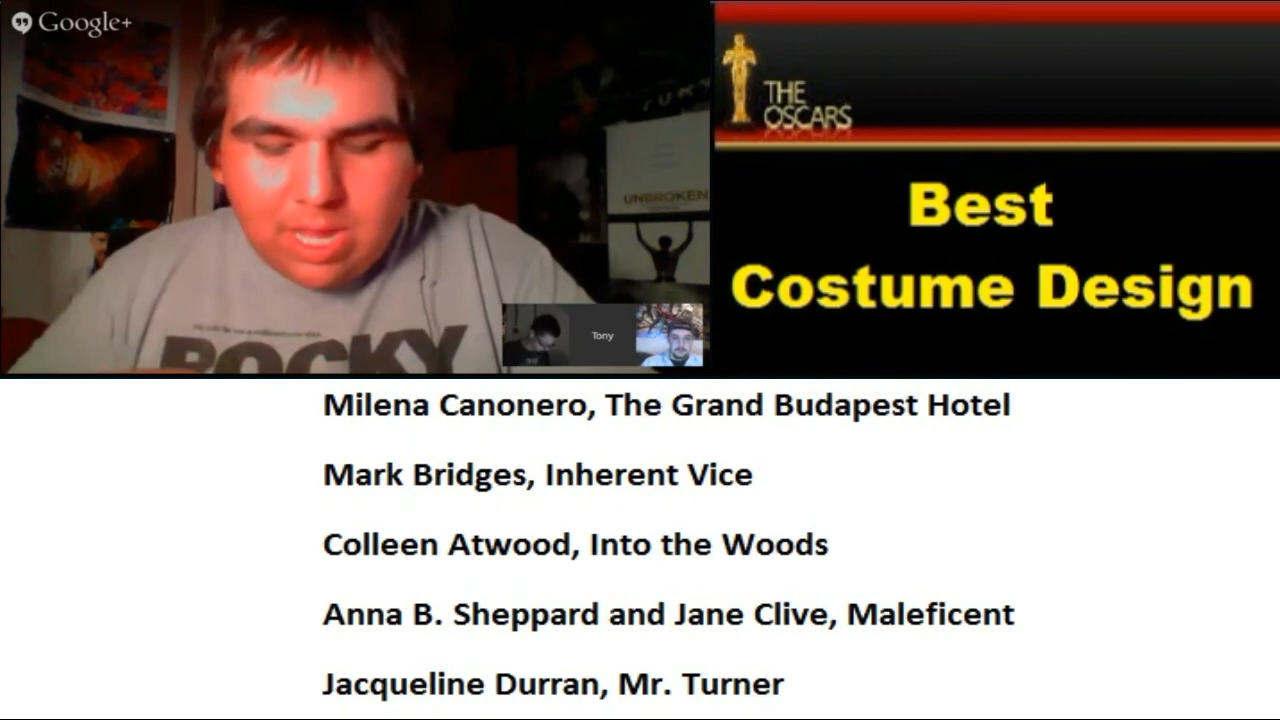 Google+
UNBROKEN
ROCKY
Tony
THE
OSCARS
Best
Costume Design
Milena Canonero, The Grand Budapest Hotel
Mark Bridges, Inherent Vice
Colleen Atwood, Into the Woods
Anna B. Sheppard and Jane Clive, Maleficent
Jacqueline Durran, Mr. Turner